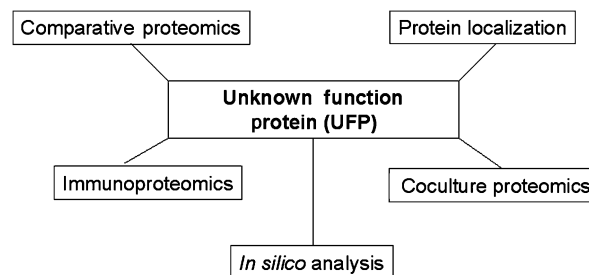 Comparative proteomics
Protein localization
Unknown function
protein (UFP)
Immunoproteomics
Coculture proteomics
In silico analysis